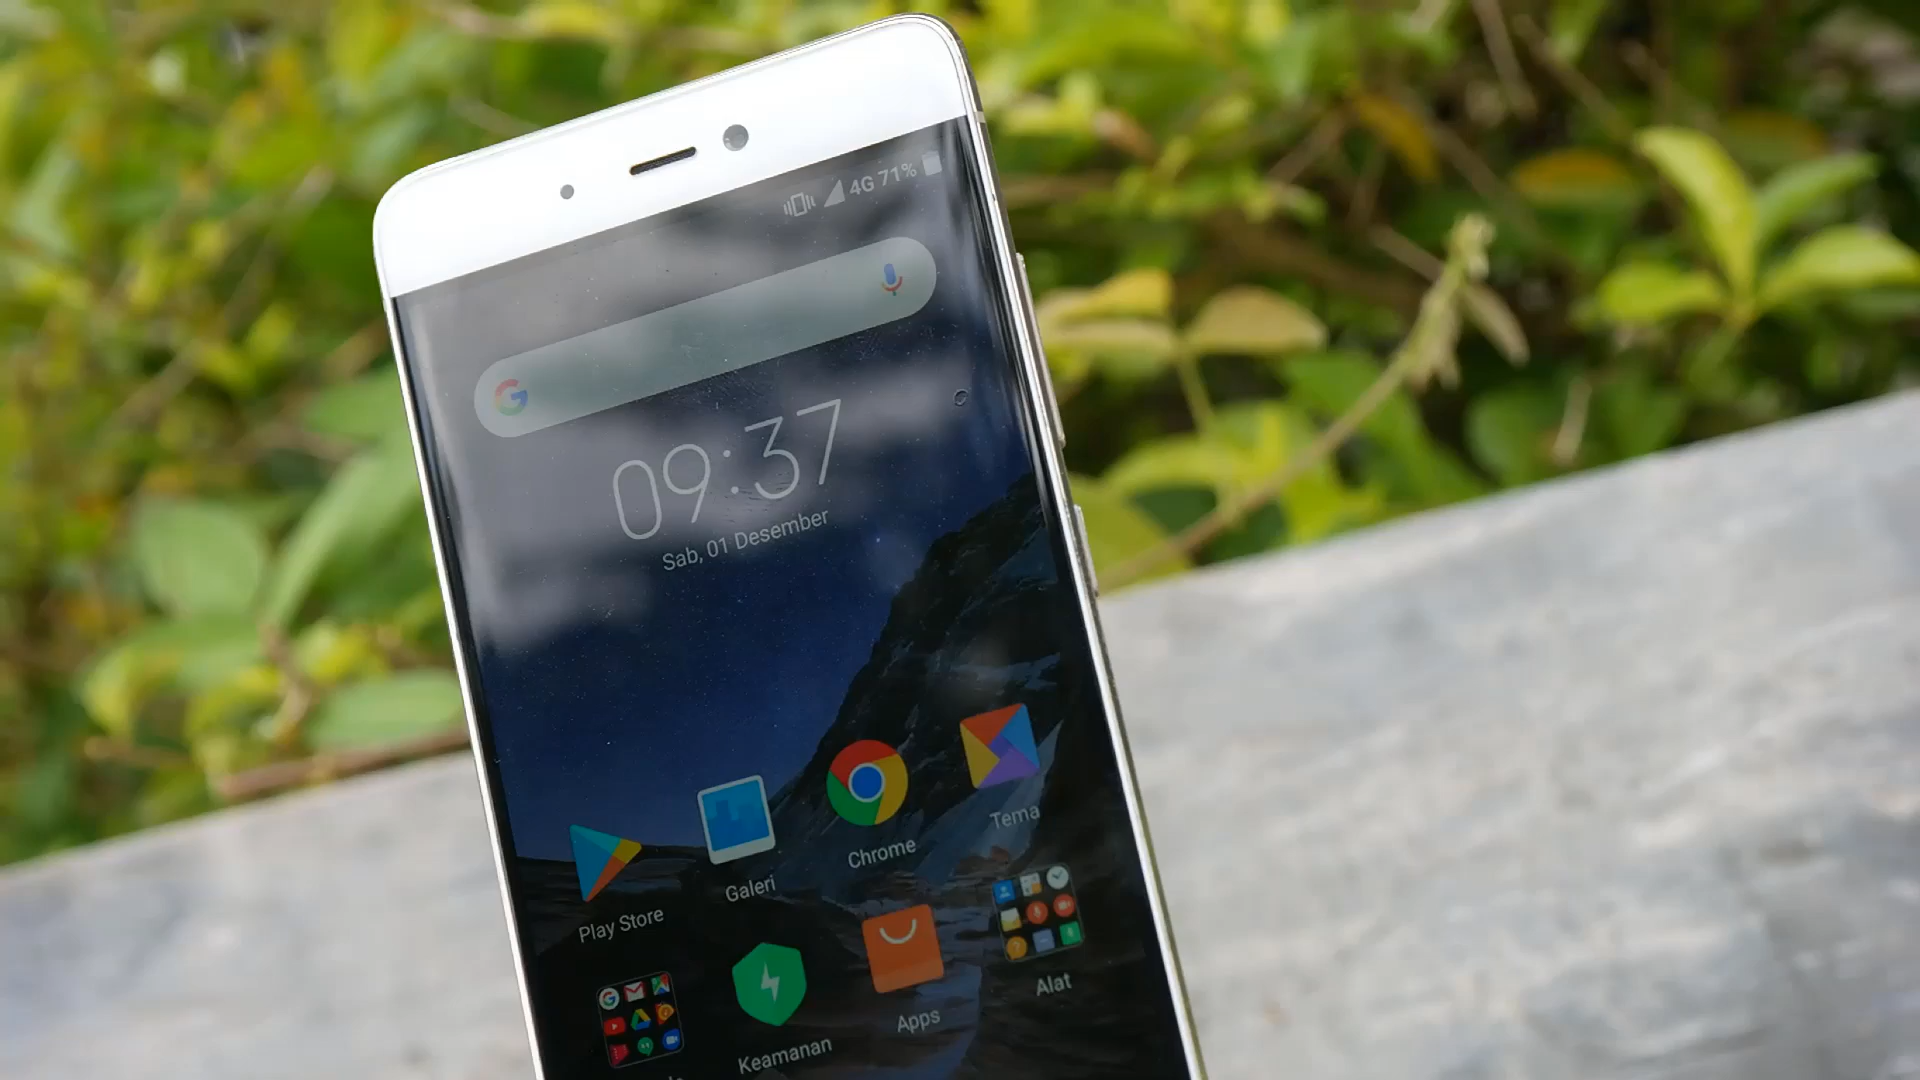 4G 71%
09:37
Sab, 01 Desember
Play Store
Galeri
Chrome
Tema
Keamanan
Apps
Alat